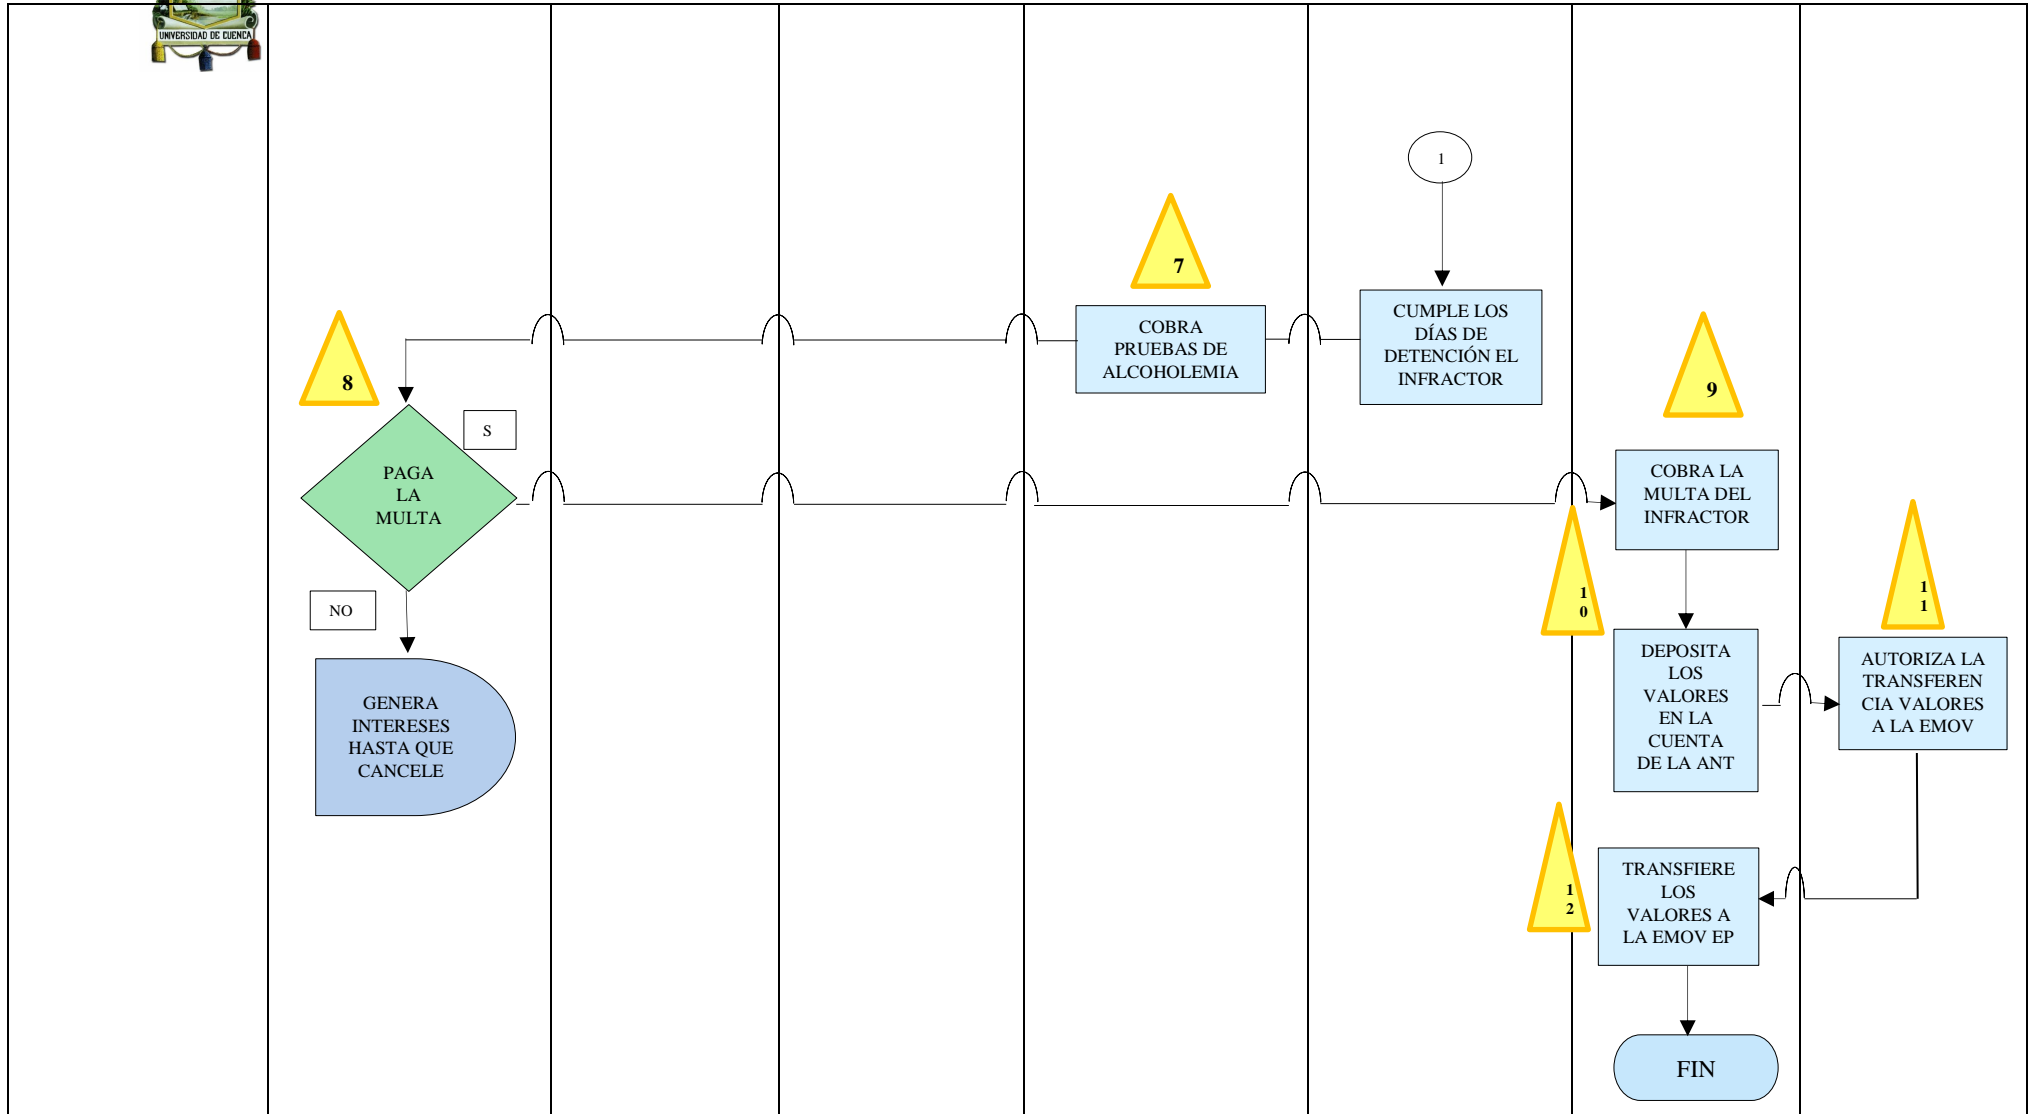 UNIVERSIDAD DE CUENCA
1
7
CUMPLE LOS
DÍAS DE
DETENCIÓN EL
INFRACTOR
COBRA
PRUEBAS DE
ALCOHOLEMIA
8
9
S
PAGA
LA
MULTA
COBRA LA
MULTA DEL
INFRACTOR
1
0
1
1
NO
DEPOSITA
LOS
VALORES
EN LA
CUENTA
DE LA ANT
AUTORIZA LA
TRANSFEREN
CIA VALORES
A LA EMOV
GENERA
INTERESES
HASTA QUE
CANCELE
1
2
TRANSFIERE
LOS
VALORES A
LA EMOV EP
FIN